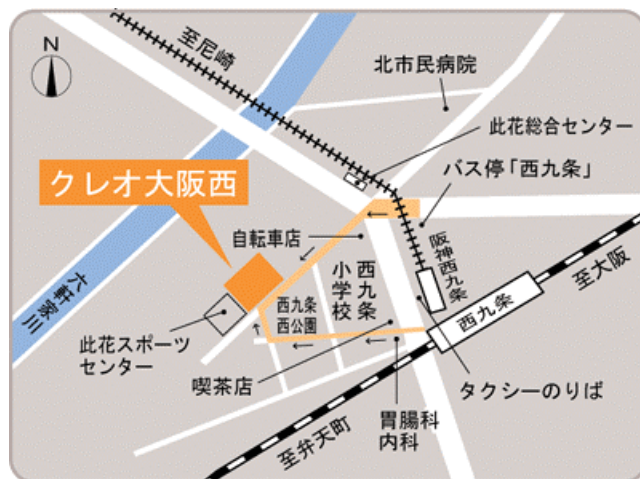 N
至尼崎
北市民病院
此花総合センター
バス停「西九条」
クレオ大阪西
自転車店
阪神西九条
至大阪
六軒家川
西九条
小学校
西九条
西九条
西公園
此花スポーツ
センター
喫茶店
タクシーのりば
胃腸科
内科
至弁天町